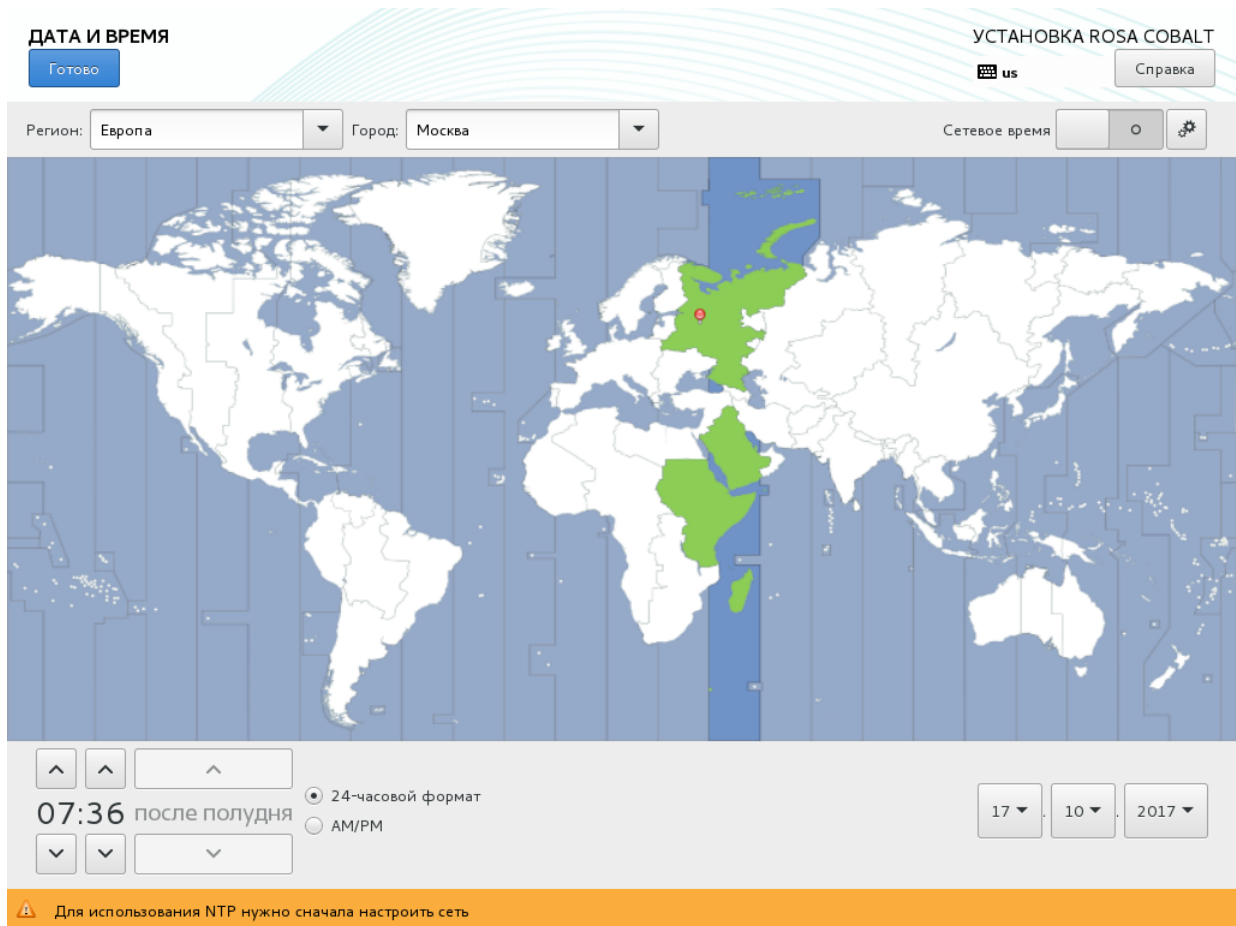 ДАТА И ВРЕМЯ
УСТАНОВКА ROSA COBALT
Готово
us
Справка
Регион: Европа Город: Москва Сетевое время
07:36 после полудня
24-часовой формат
AM/PM
17 . 10 . 2017
Для использования NTP нужно сначала настроить сеть